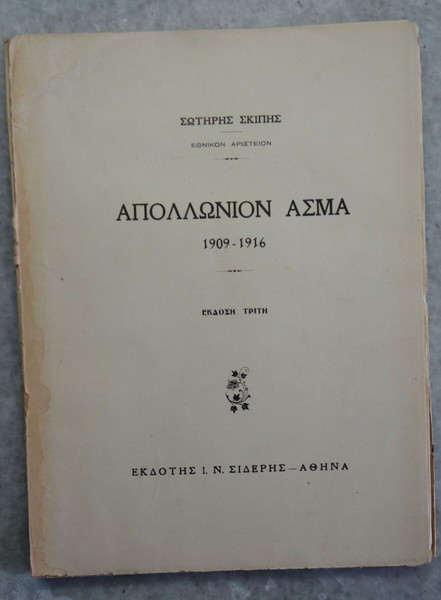 ΣΩΤΗΡΗΣ ΣΚΙΠΗΣ
ΕΘΝΙΚΟΝ ΑΡΙΣΤΕΙΟΝ
ΑΠΟΛΛΩΝΙΟΝ ΑΣΜΑ
1909 - 1916
ΕΚΔΟΣΗ ΤΡΙΤΗ
ΕΚΔΟΤΗΣ Ι. Ν. ΣΙΔΕΡΗΣ — ΑΘΗΝΑ